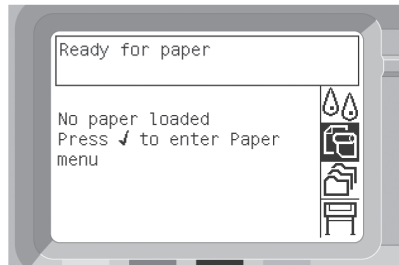 Ready for paper
No paper loaded
Press ✓ to enter Paper
menu